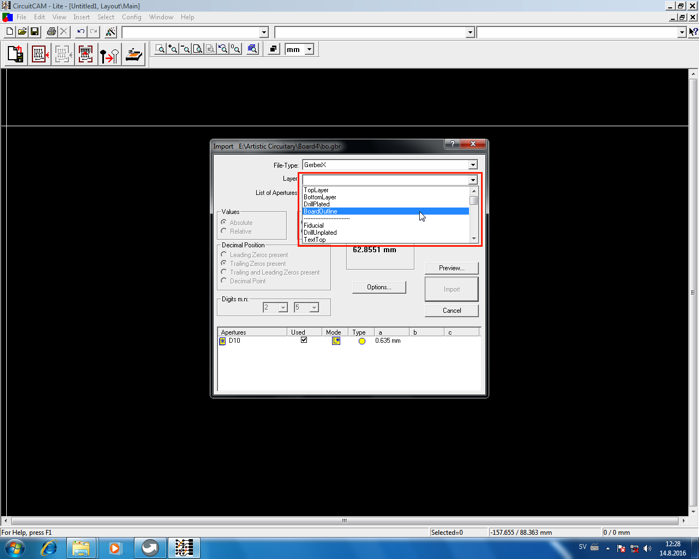 CircuitCAM - Lite - [Untitled1, Layout\Main]
File Edit View Insert Select Config Window Help
mm
Import E:\Artistic Circuitary\Board4\bo.gbr
File-Type: GerberX
Layer
TopLayer
List of Apertures:
BottomLayer
DrillPlated
BoardOutline
Fiducial
DrillUnplated
TextTop
Values
Absolute
Relative
Decimal Position
Leading Zeros present
Trailing Zeros present
Trailing and Leading Zeros present
Decimal Point
62.8551 mm
Preview...
Options...
Import
Digits m.n:
2 5
Cancel
Apertures Used Mode Type a b c
D10 0.635 mm
For Help, press F1 Selected=0 -157.655 / 88.363 mm 0 / 0 mm
SV
12:28
14.8.2016